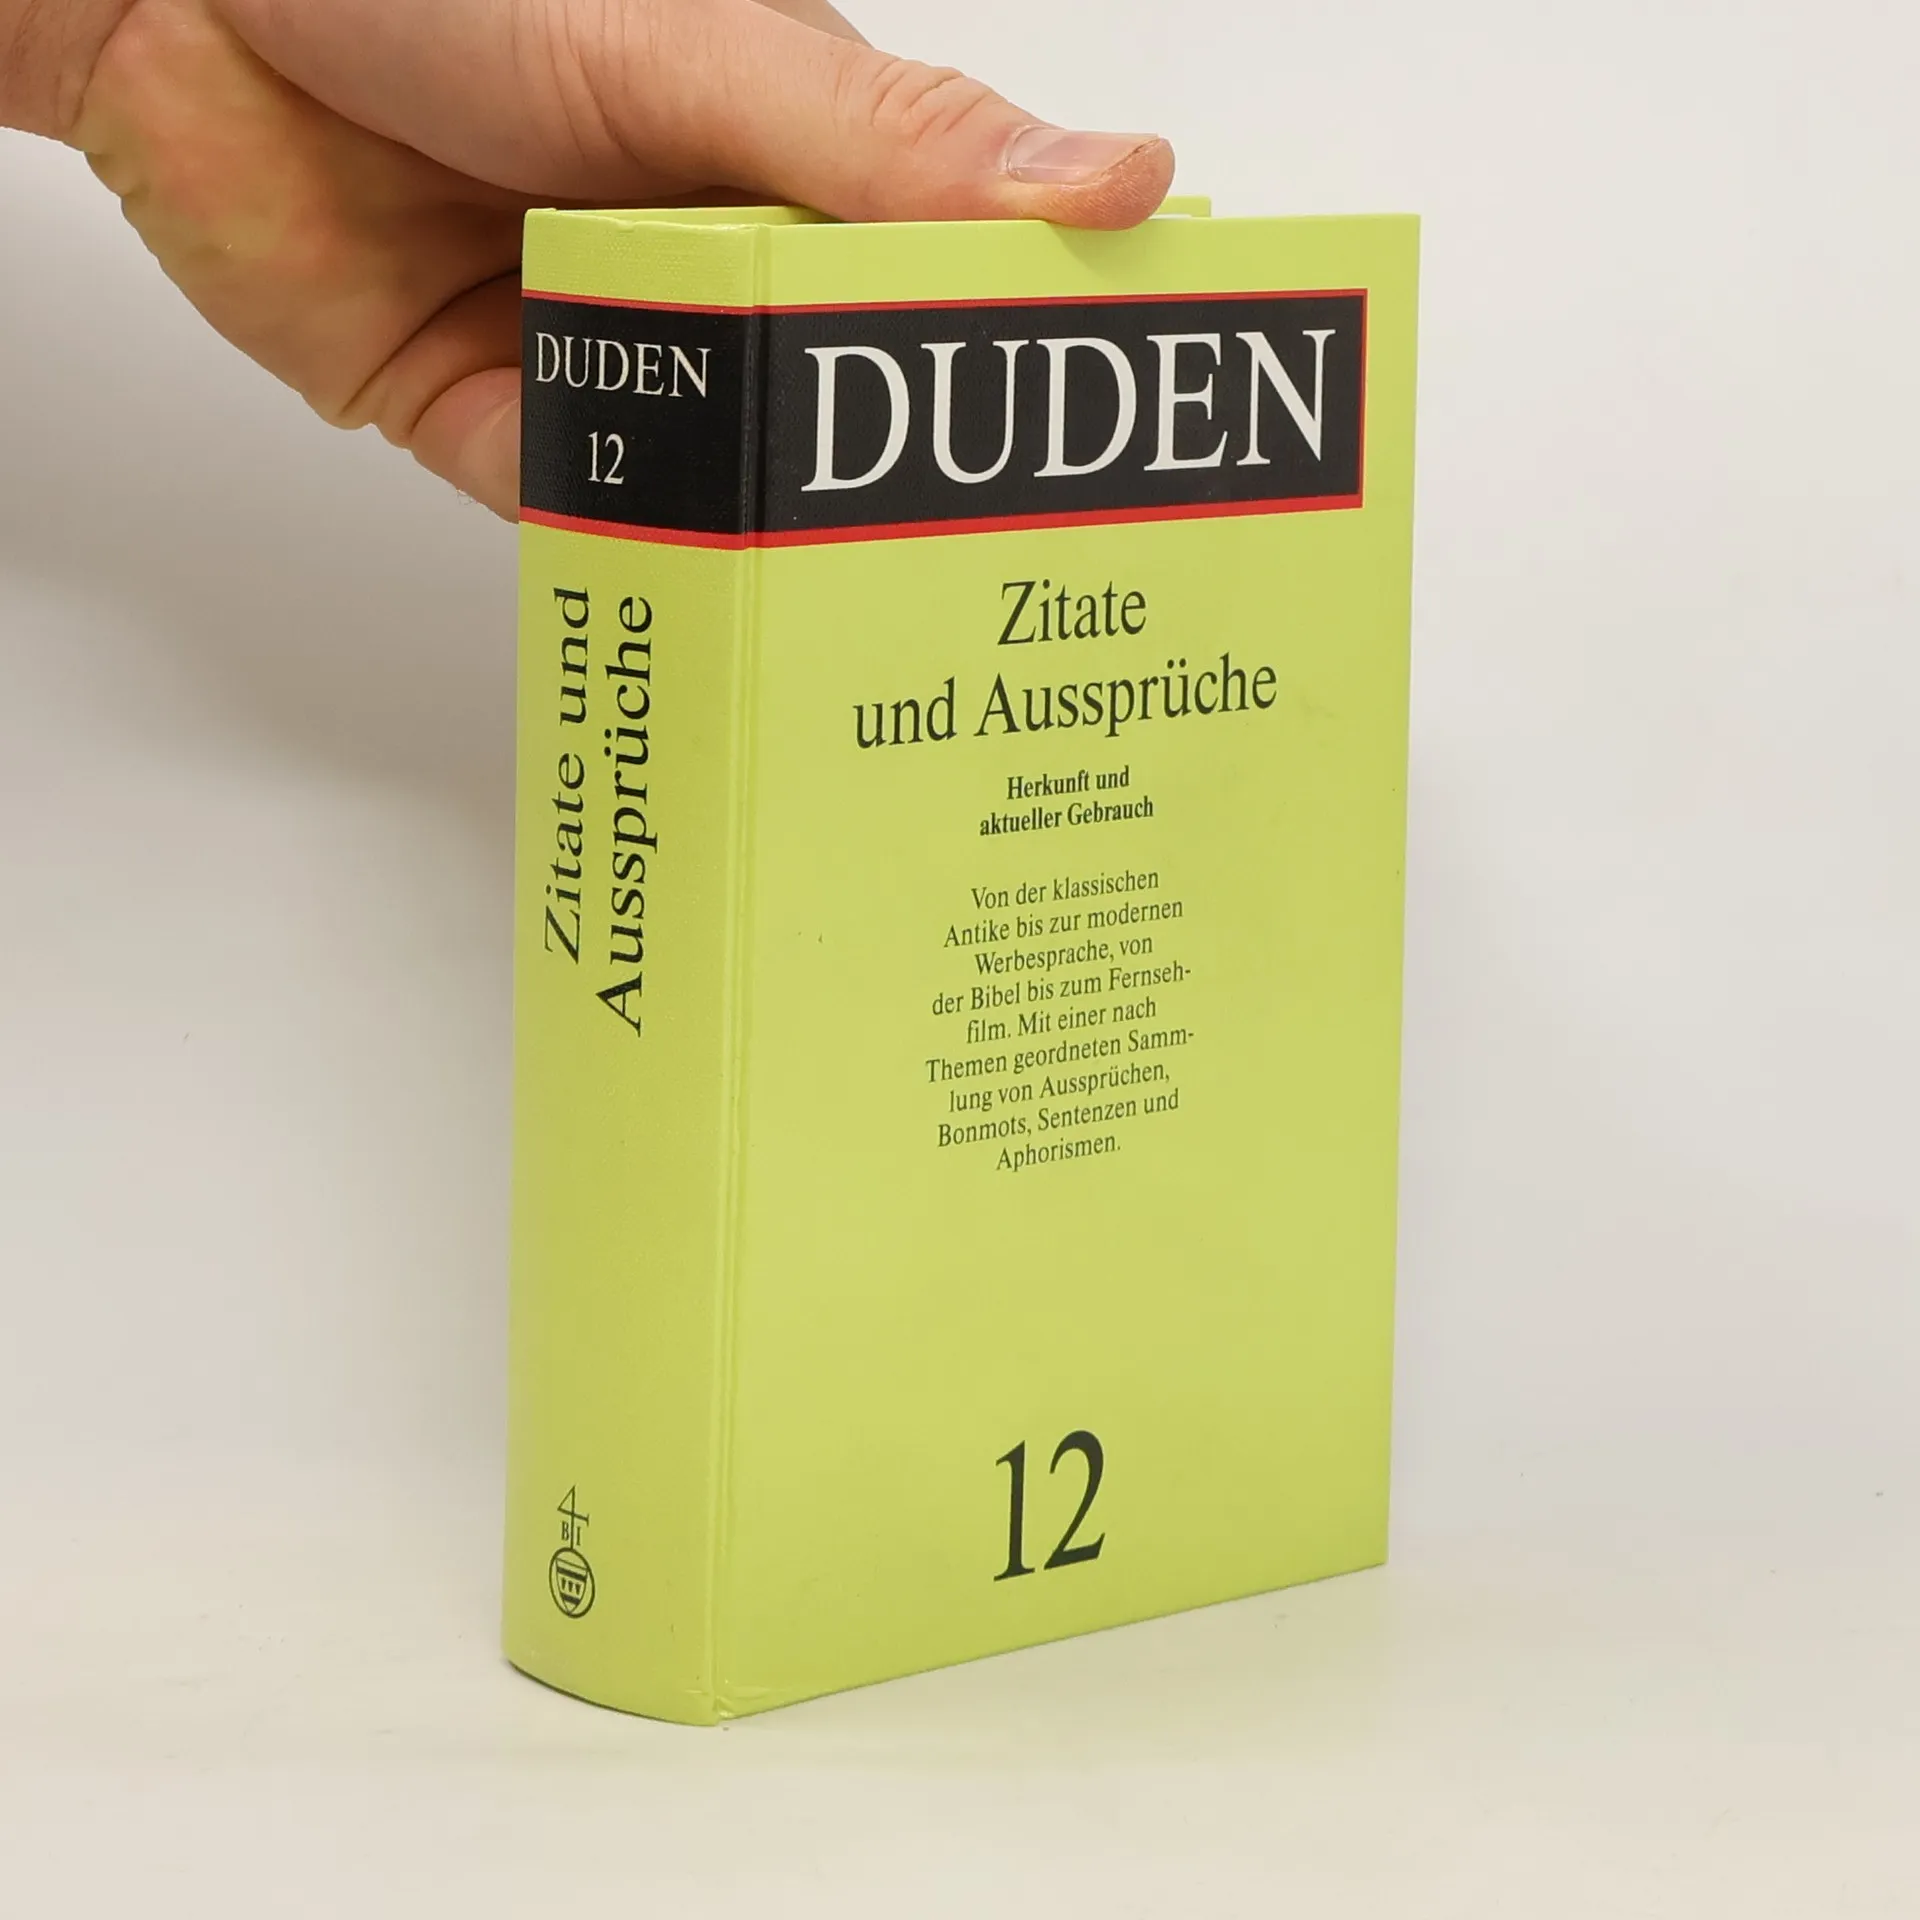 DUDEN
12
Zitate und
Aussprüche
4
B I
DUDEN
Zitate
und Aussprüche
Herkunft und
aktueller Gebrauch
Von der klassischen
Antike bis zur modernen
Werbesprache, von
der Bibel bis zum Fernseh-
film. Mit einer nach
Themen geordneten Samm-
lung von Aussprüchen,
Bonmots, Sentenzen und
Aphorismen.
12